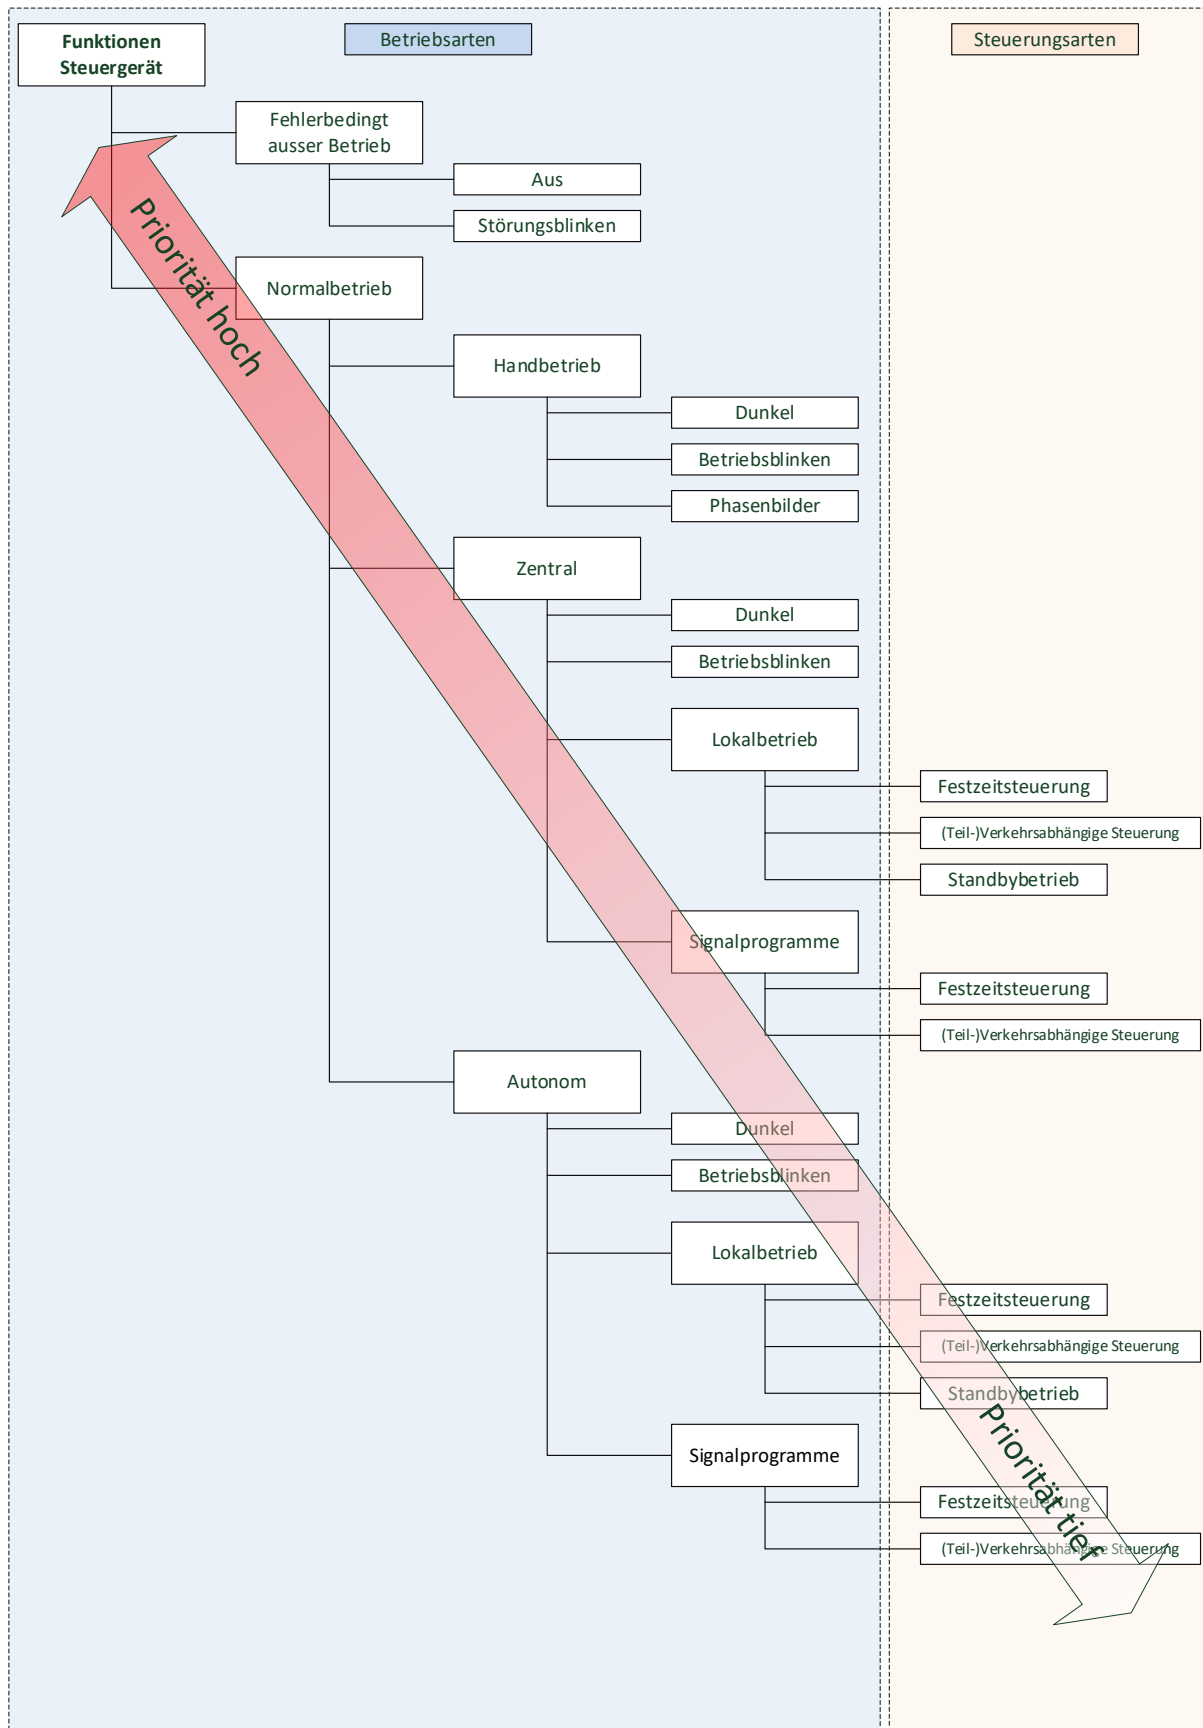 Funktionen
Steuergerät
Betriebsarten
Steuerungsarten
Fehlerbedingt
ausser Betrieb
Aus
Störungsblinken
Priorität hoch
Normalbetrieb
Handbetrieb
Dunkel
Betriebsblinken
Phasenbilder
Zentral
Dunkel
Betriebsblinken
Lokalbetrieb
Festzeitsteuerung
(Teil-)Verkehrsabhängige Steuerung
Standbybetrieb
Signalprogramme
Festzeitsteuerung
(Teil-)Verkehrsabhängige Steuerung
Autonom
Dunkel
Betriebsblinken
Lokalbetrieb
Festzeitsteuerung
(Teil-)Verkehrsabhängige Steuerung
Standbybetrieb
Signalprogramme
Festzeitsteuerung
(Teil-)Verkehrsabhängige Steuerung
Priorität tief